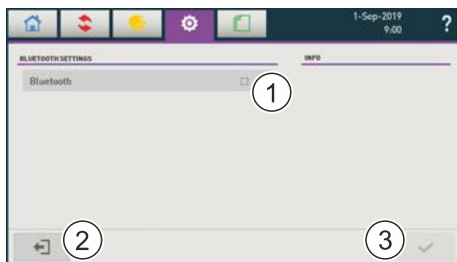 1-Sep-2019
9:00
?
BLUETOOTH SETTINGS
INFO
Bluetooth
1
2
3